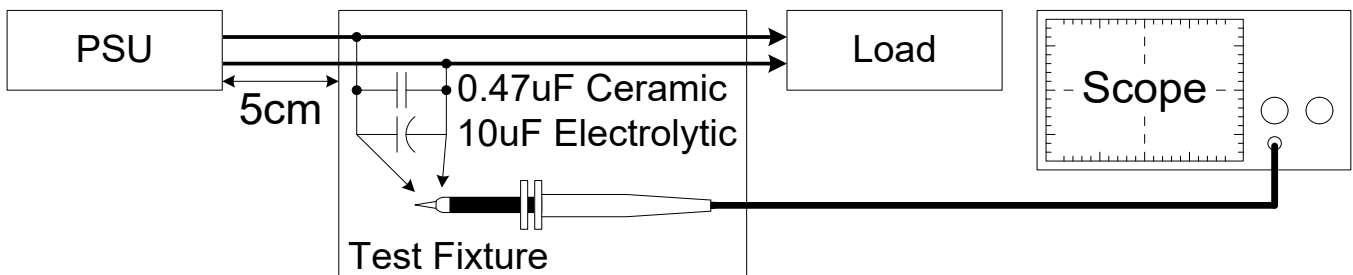 PSU
Load
Scope
5cm
0.47uF Ceramic
10uF Electrolytic
Test Fixture